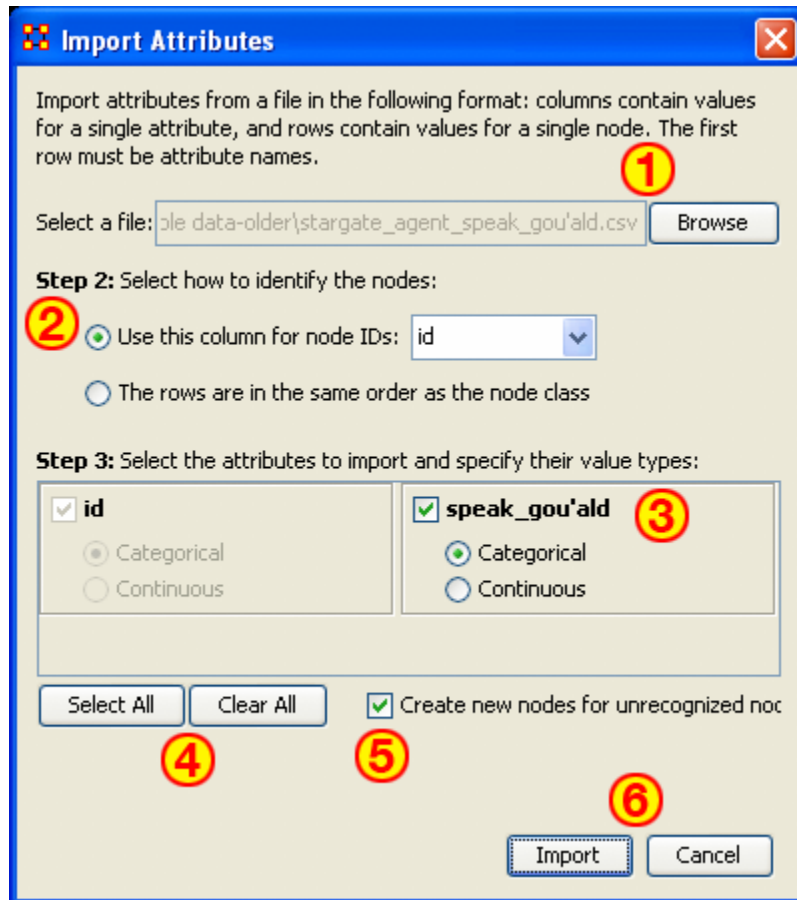 Import Attributes
Import attributes from a file in the following format: columns contain values
for a single attribute, and rows contain values for a single node. The first
row must be attribute names.
1
Select a file: ole data-older\stargate_agent_speak_gou'ald.csv Browse
Step 2: Select how to identify the nodes:
2
Use this column for node IDs: id
The rows are in the same order as the node class
Step 3: Select the attributes to import and specify their value types:
id speak_gou'ald 3
Categorical Categorical
Continuous Continuous
Select All Clear All Create new nodes for unrecognized noc
4 5
6
Import Cancel